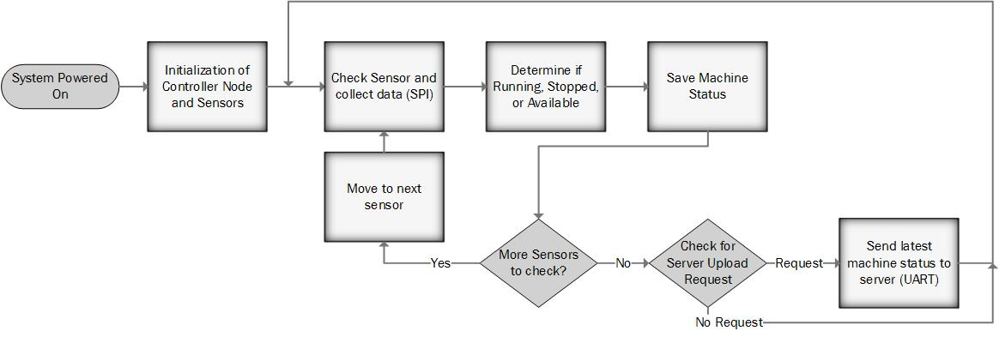 System Powered
On
Initialization of
Controller Node
and Sensors
Check Sensor and
collect data (SPI)
Determine if
Running, Stopped,
or Available
Save Machine
Status
Move to next
sensor
Yes
More Sensors
to check?
No
Check for
Server Upload
Request
Request
Send latest
machine status to
server (UART)
No Request